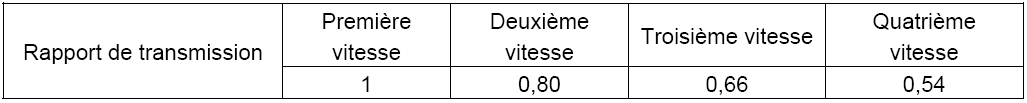 Rapport de transmission
Première vitesse
Deuxième vitesse
Troisième vitesse
Quatrième vitesse
1
0,80
0,66
0,54